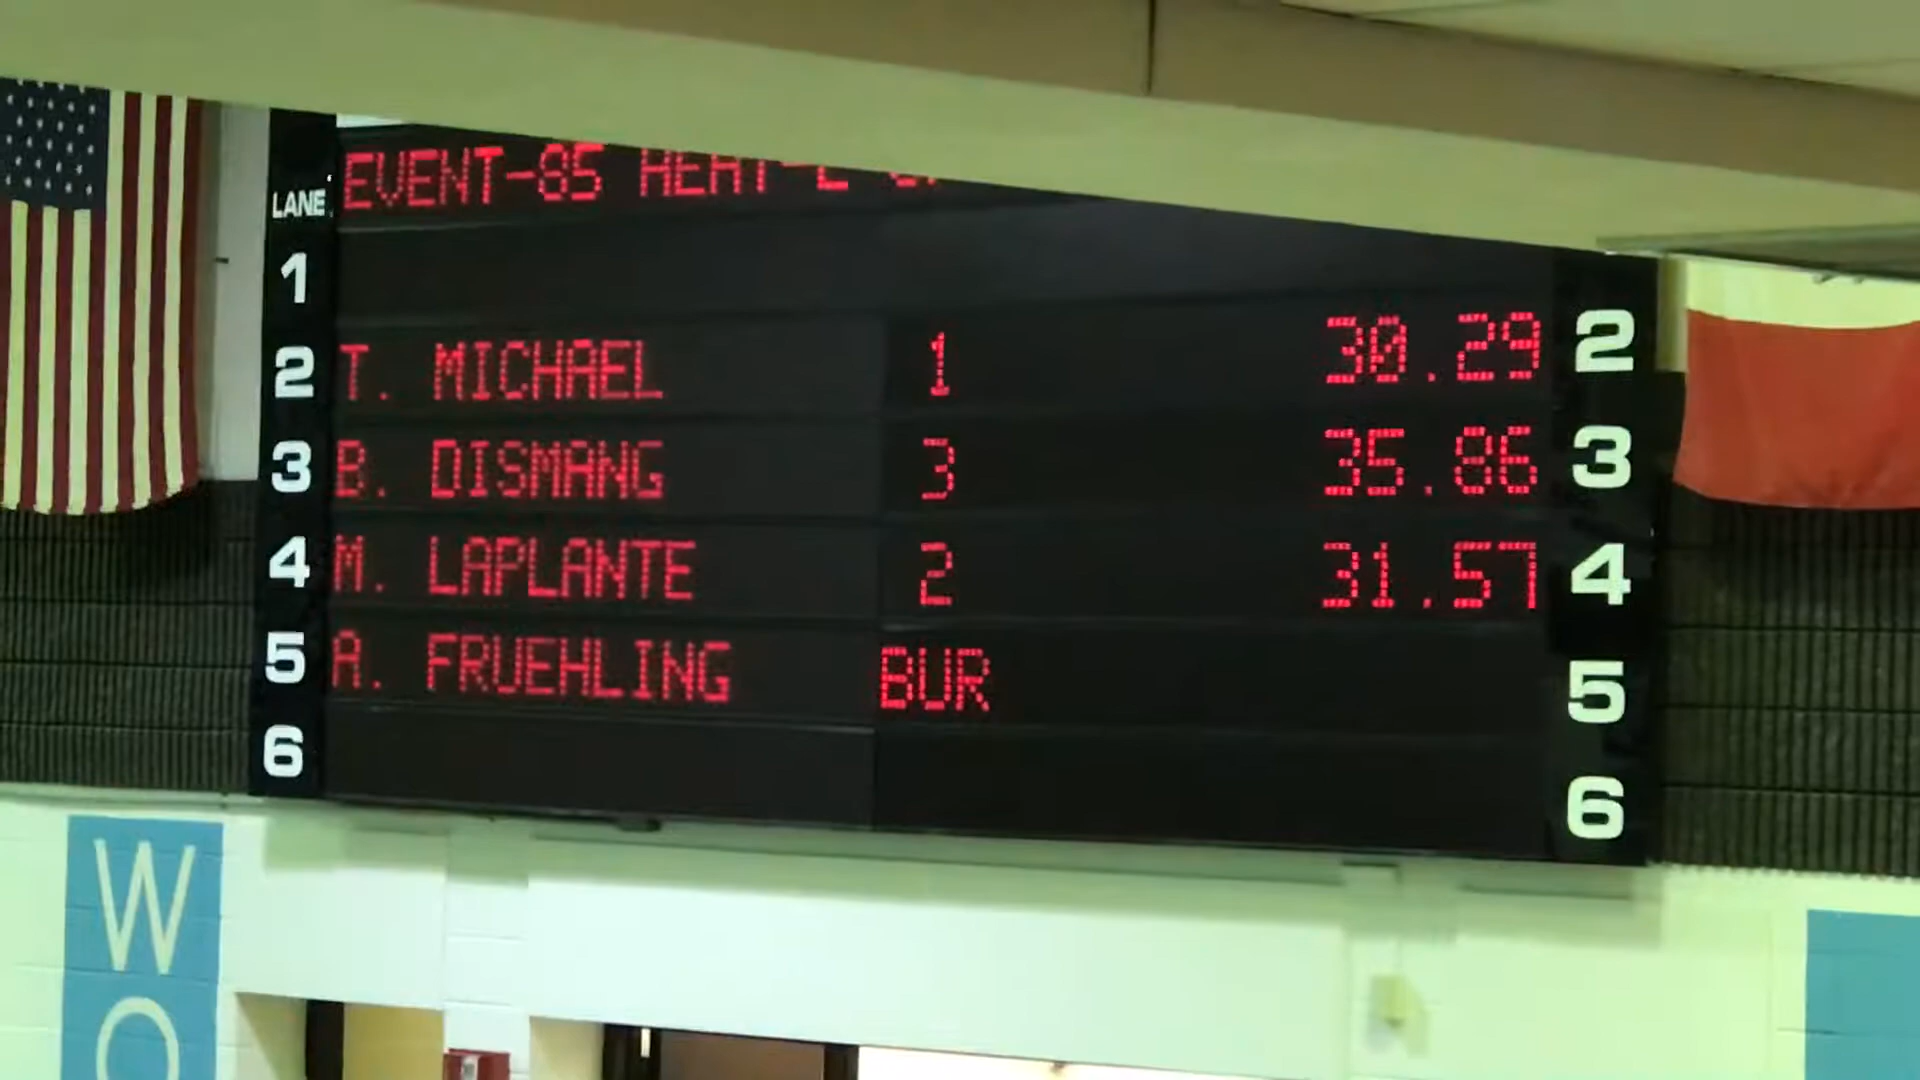 EVENT-85 HEAT-2
LANE
1
2 T. MICHAEL 1 30.29 2
3 B. DISMANG 3 35.86 3
4 M. LAPLANTE 2 31.57 4
5 A. FRUEHLING BUR 5
6 6
W
O